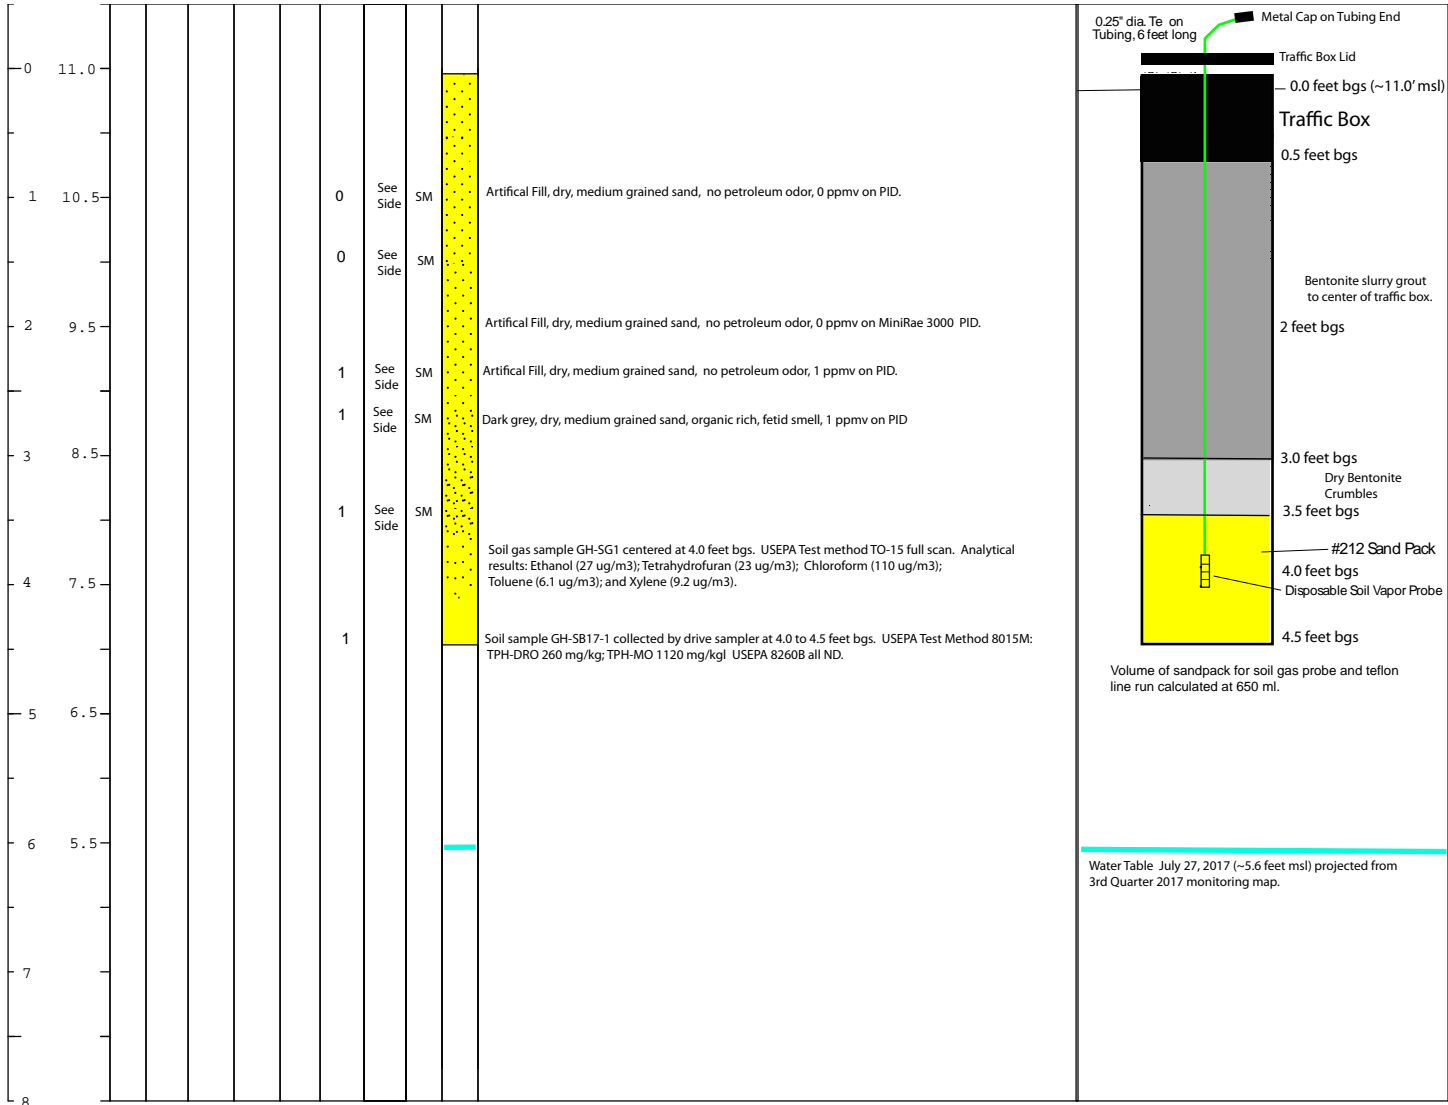 0.25" dia. Te on
Tubing, 6 feet long
Metal Cap on Tubing End
Traffic Box Lid
0 11.0
0.0 feet bgs (~11.0' msl)
Traffic Box
0.5 feet bgs
1 10.5
0 See Side SM Artifical Fill, dry, medium grained sand, no petroleum odor, 0 ppmv on PID.
0 See Side SM
Bentonite slurry grout
to center of traffic box.
2 9.5
Artifical Fill, dry, medium grained sand, no petroleum odor, 0 ppmv on MiniRae 3000 PID.
2 feet bgs
1 See Side SM Artifical Fill, dry, medium grained sand, no petroleum odor, 1 ppmv on PID.
1 See Side SM Dark grey, dry, medium grained sand, organic rich, fetid smell, 1 ppmv on PID
3 8.5
3.0 feet bgs
Dry Bentonite
Crumbles
1 See Side SM
3.5 feet bgs
Soil gas sample GH-SG1 centered at 4.0 feet bgs. USEPA Test method TO-15 full scan. Analytical
results: Ethanol (27 ug/m3); Tetrahydrofuran (23 ug/m3); Chloroform (110 ug/m3);
Toluene (6.1 ug/m3); and Xylene (9.2 ug/m3).
#212 Sand Pack
4.0 feet bgs
Disposable Soil Vapor Probe
4 7.5
1
Soil sample GH-SB17-1 collected by drive sampler at 4.0 to 4.5 feet bgs. USEPA Test Method 8015M:
TPH-DRO 260 mg/kg; TPH-MO 1120 mg/kgl USEPA 8260B all ND.
4.5 feet bgs
Volume of sandpack for soil gas probe and teflon
line run calculated at 650 ml.
5 6.5
6 5.5
Water Table July 27, 2017 (~5.6 feet msl) projected from
3rd Quarter 2017 monitoring map.
7
8